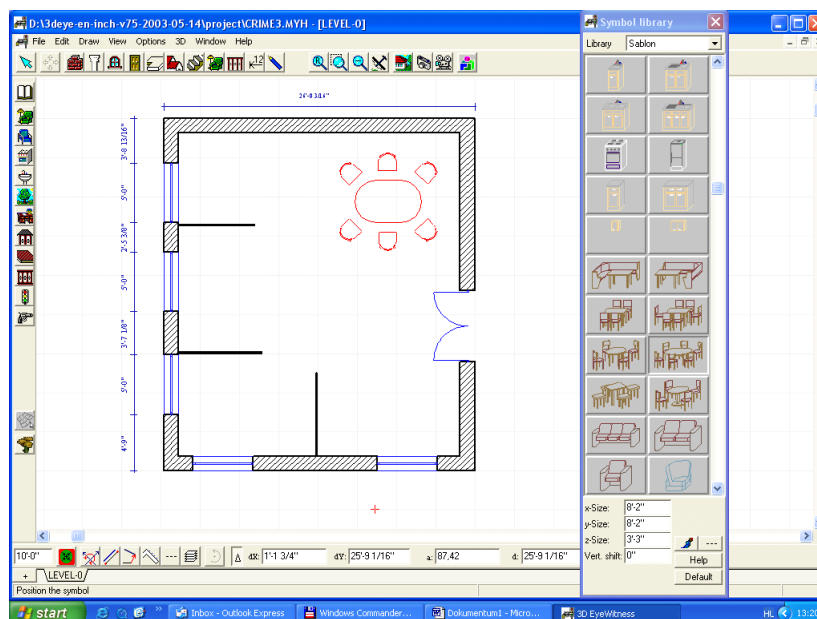 D:\3deye-en-inch-v75-2003-05-14\project\CRIME3.MYH - [LEVEL-0]
File Edit Draw View Options 3D Window Help
Symbol library
Library Sablon
26'-0 3/16"
3'-8 13/16"
5'-0"
2'-5 3/8"
5'-0"
3'-7 1/8"
5'-0"
4'-9"
x-Size: 8'-2"
y-Size: 8'-2"
z-Size: 3'-3"
Vert. shift: 0"
Help
Default
10'-0" Δ dX: 1'-1 3/4" dY: 25'-9 1/16" a: 87.42 d: 25'-9 1/16"
+ LEVEL-0
Position the symbol
start Inbox - Outlook Express Windows Commander... Dokumentum1 - Micro... 3D EyeWitness HL 13:20